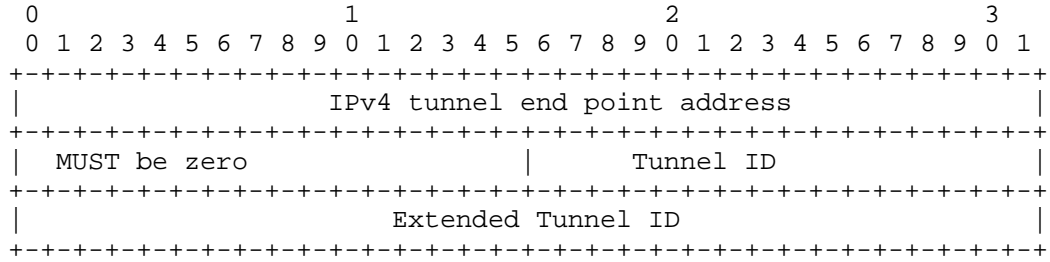 0                   1                   2                   3
 0 1 2 3 4 5 6 7 8 9 0 1 2 3 4 5 6 7 8 9 0 1 2 3 4 5 6 7 8 9 0 1
+-+-+-+-+-+-+-+-+-+-+-+-+-+-+-+-+-+-+-+-+-+-+-+-+-+-+-+-+-+-+-+-+
|                   IPv4 tunnel end point address               |
+-+-+-+-+-+-+-+-+-+-+-+-+-+-+-+-+-+-+-+-+-+-+-+-+-+-+-+-+-+-+-+-+
|  MUST be zero                 |      Tunnel ID                |
+-+-+-+-+-+-+-+-+-+-+-+-+-+-+-+-+-+-+-+-+-+-+-+-+-+-+-+-+-+-+-+-+
|                       Extended Tunnel ID                      |
+-+-+-+-+-+-+-+-+-+-+-+-+-+-+-+-+-+-+-+-+-+-+-+-+-+-+-+-+-+-+-+-+